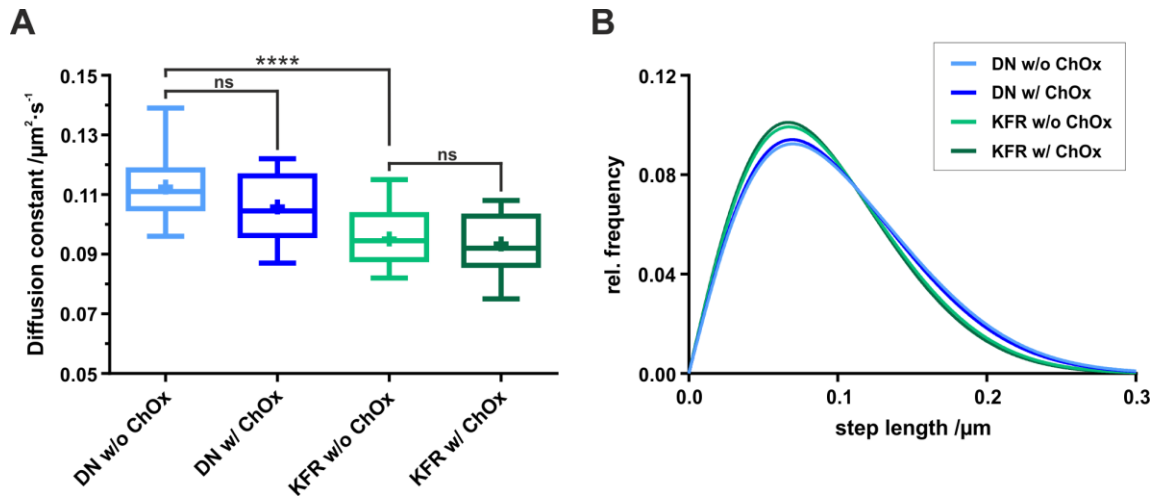 A
B
Diffusion constant /µm²·s⁻¹
0.15
0.13
0.11
0.09
0.07
0.05
ns
****
ns
DN w/o ChOx
DN w/ ChOx
KFR w/o ChOx
KFR w/ ChOx
rel. frequency
0.12
0.08
0.04
0.00
0.0
0.1
0.2
0.3
step length /µm
DN w/o ChOx
DN w/ ChOx
KFR w/o ChOx
KFR w/ ChOx